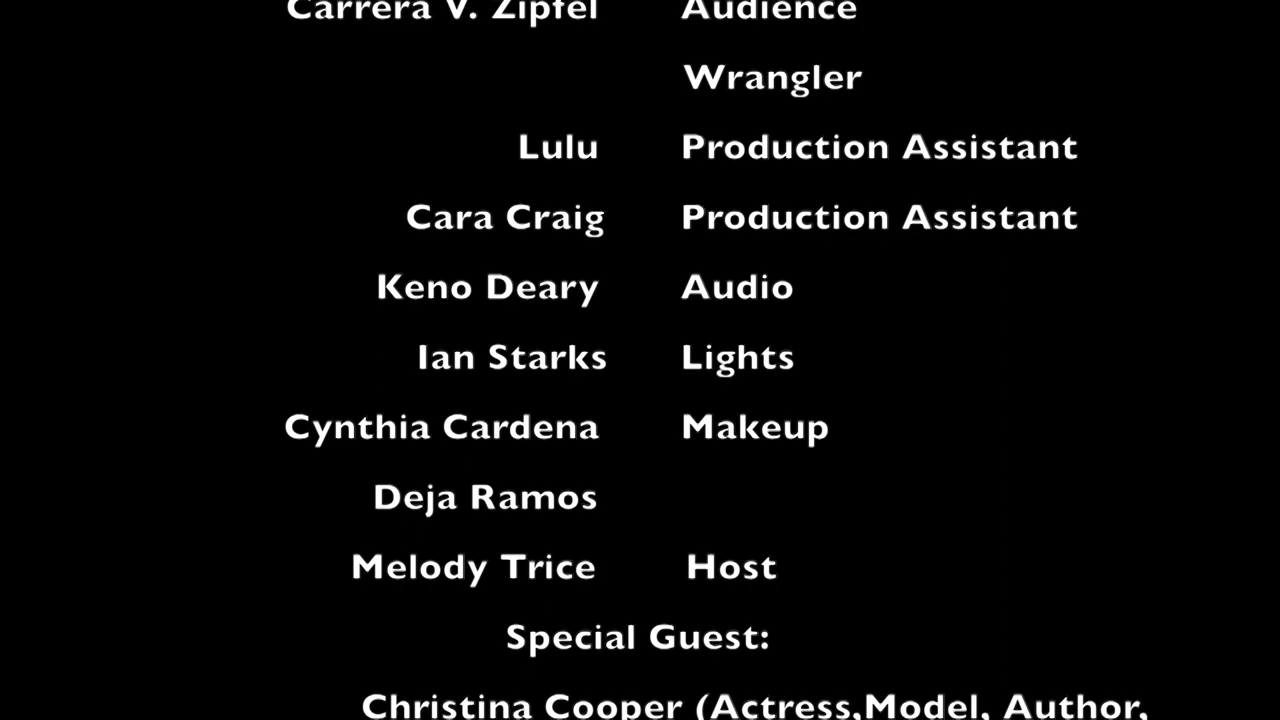 Carrera V. Zipfel Audience
Wrangler
Lulu Production Assistant
Cara Craig Production Assistant
Keno Deary Audio
Ian Starks Lights
Cynthia Cardena Makeup
Deja Ramos
Melody Trice Host
Special Guest:
Christina Cooper (Actress,Model, Author,